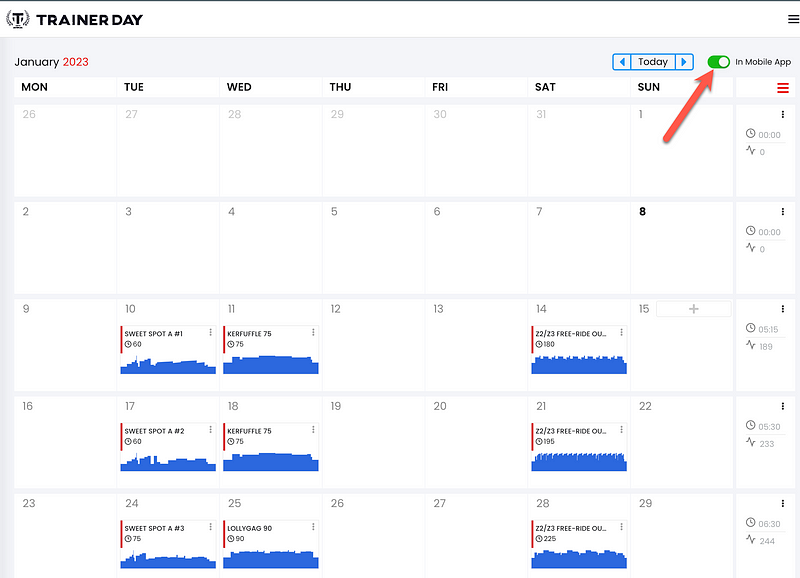 TRAINER DAY
January 2023
Today
In Mobile App
MON TUE WED THU FRI SAT SUN
26 27 28 29 30 31 1
00:00
0
2 3 4 5 6 7 8
00:00
0
9 10 11 12 13 14 15 +
SWEET SPOT A #1 KERFUFFLE 75 Z2/Z3 FREE-RIDE OU...
60 75 180
05:15
189
16 17 18 19 20 21 22
SWEET SPOT A #2 KERFUFFLE 75 Z2/Z3 FREE-RIDE OU...
60 75 195
05:30
233
23 24 25 26 27 28 29
SWEET SPOT A #3 LOLLYGAG 90 Z2/Z3 FREE-RIDE OU...
75 90 225
06:30
244